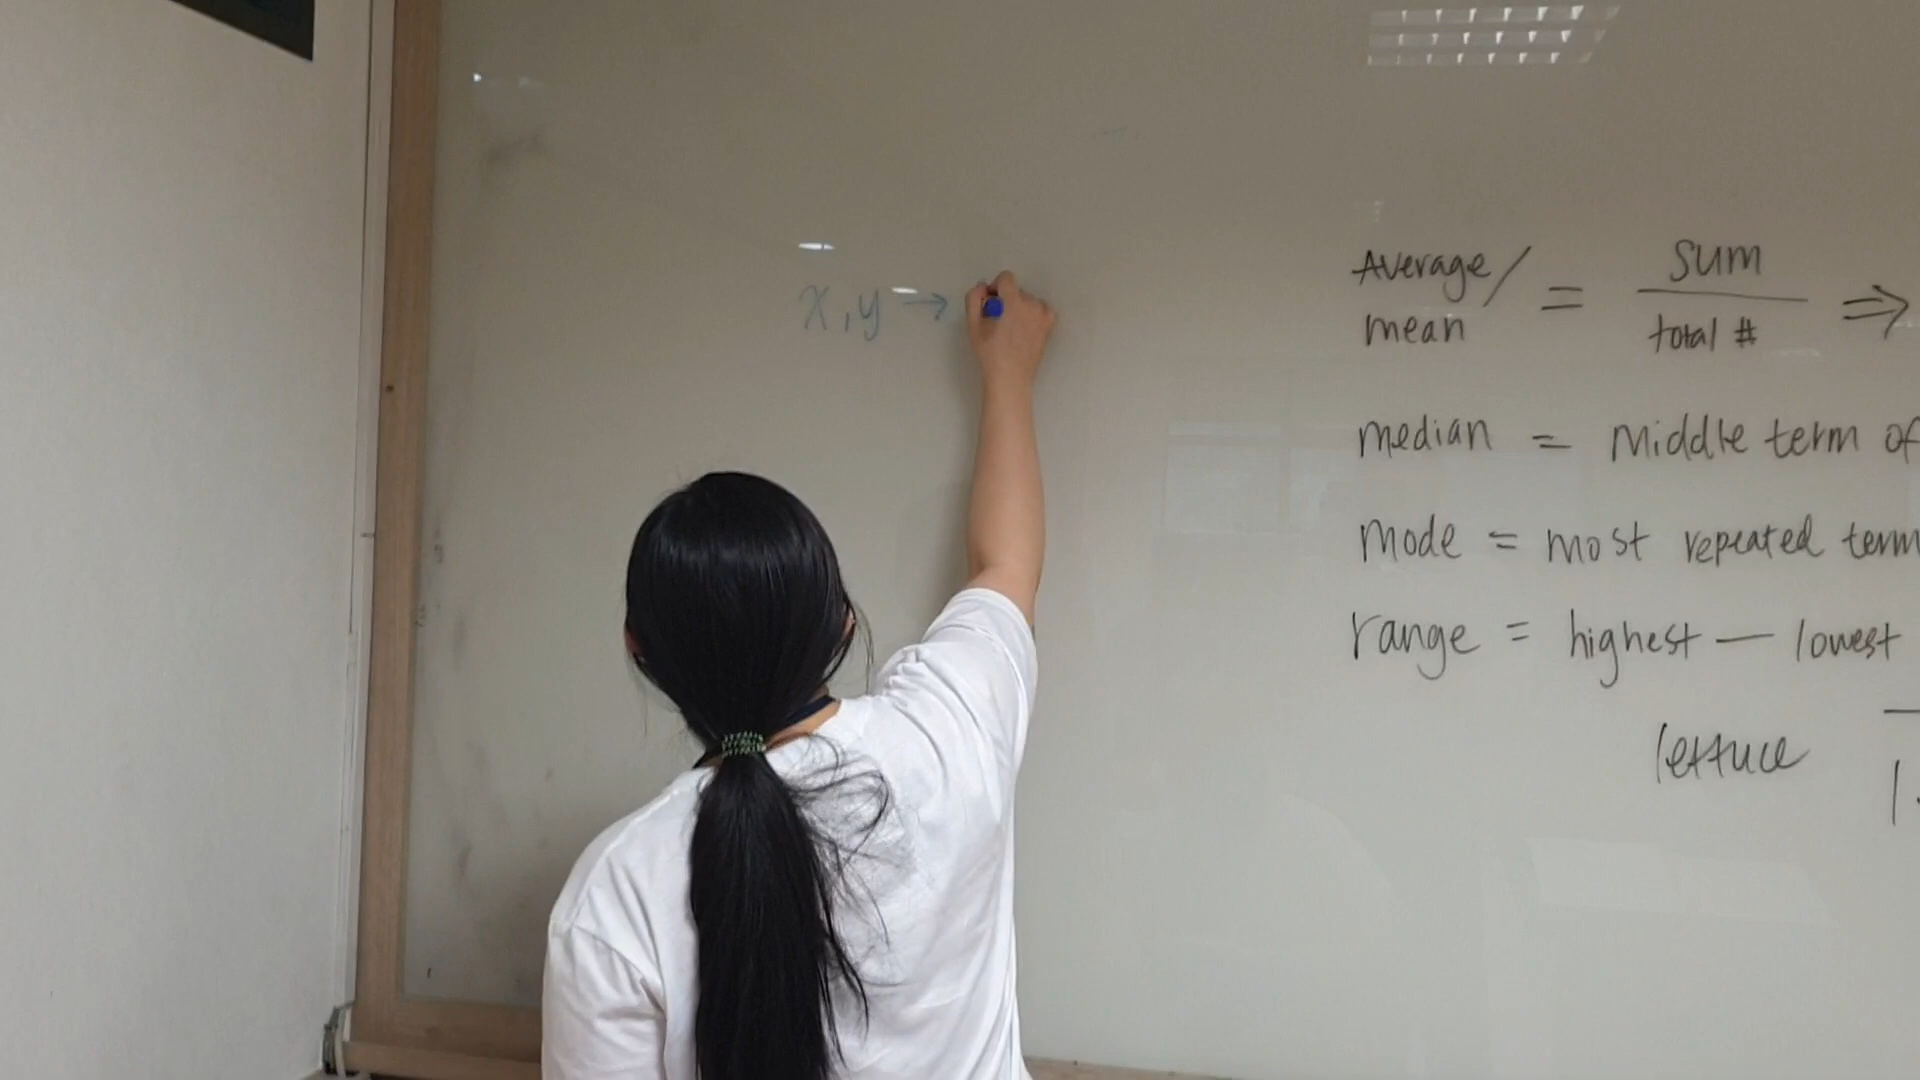 x, y →
Average/
mean = sum / total # ⇒
median = middle term of
mode = most repeated term
range = highest — lowest
lettuce